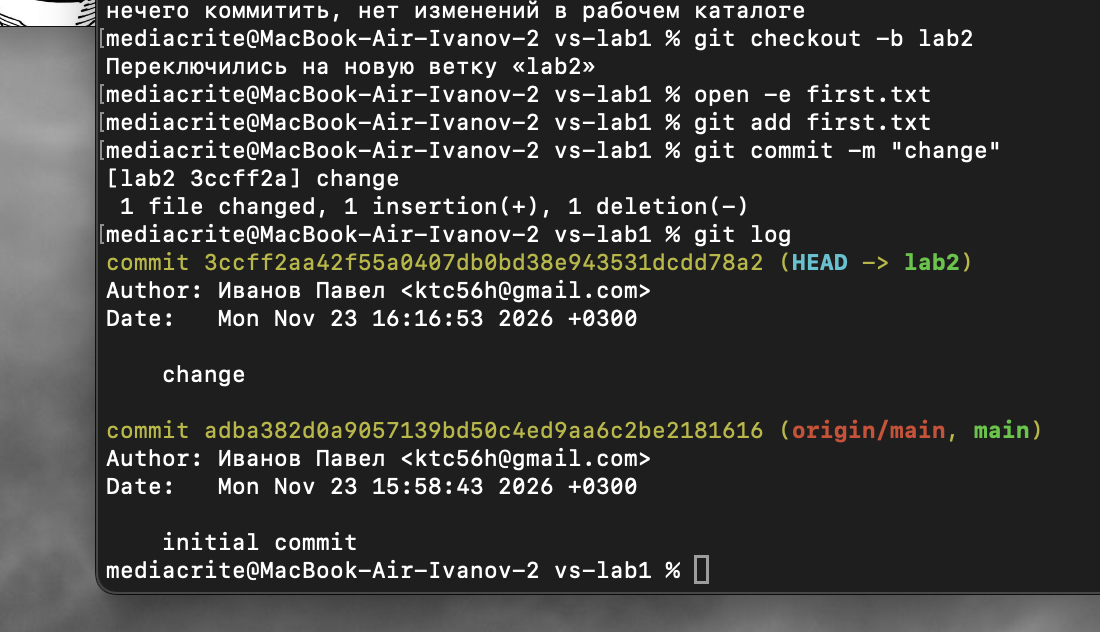 нечего коммитить, нет изменений в рабочем каталоге
[mediacrite@MacBook-Air-Ivanov-2 vs-lab1 % git checkout -b lab2
Переключились на новую ветку «lab2»
[mediacrite@MacBook-Air-Ivanov-2 vs-lab1 % open -e first.txt
[mediacrite@MacBook-Air-Ivanov-2 vs-lab1 % git add first.txt
[mediacrite@MacBook-Air-Ivanov-2 vs-lab1 % git commit -m "change"
[lab2 3ccff2a] change
 1 file changed, 1 insertion(+), 1 deletion(-)
[mediacrite@MacBook-Air-Ivanov-2 vs-lab1 % git log
commit 3ccff2aa42f55a0407db0bd38e943531dcdd78a2 (HEAD -> lab2)
Author: Иванов Павел <ktc56h@gmail.com>
Date:   Mon Nov 23 16:16:53 2026 +0300

    change

commit adba382d0a9057139bd50c4ed9aa6c2be2181616 (origin/main, main)
Author: Иванов Павел <ktc56h@gmail.com>
Date:   Mon Nov 23 15:58:43 2026 +0300

    initial commit
mediacrite@MacBook-Air-Ivanov-2 vs-lab1 %